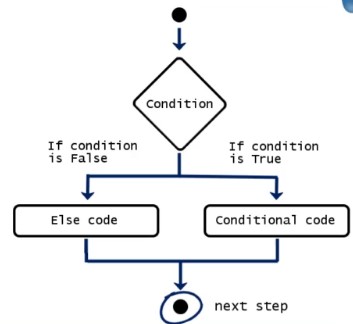 Condition
If condition
is False
If condition
is True
Else code
Conditional code
next step